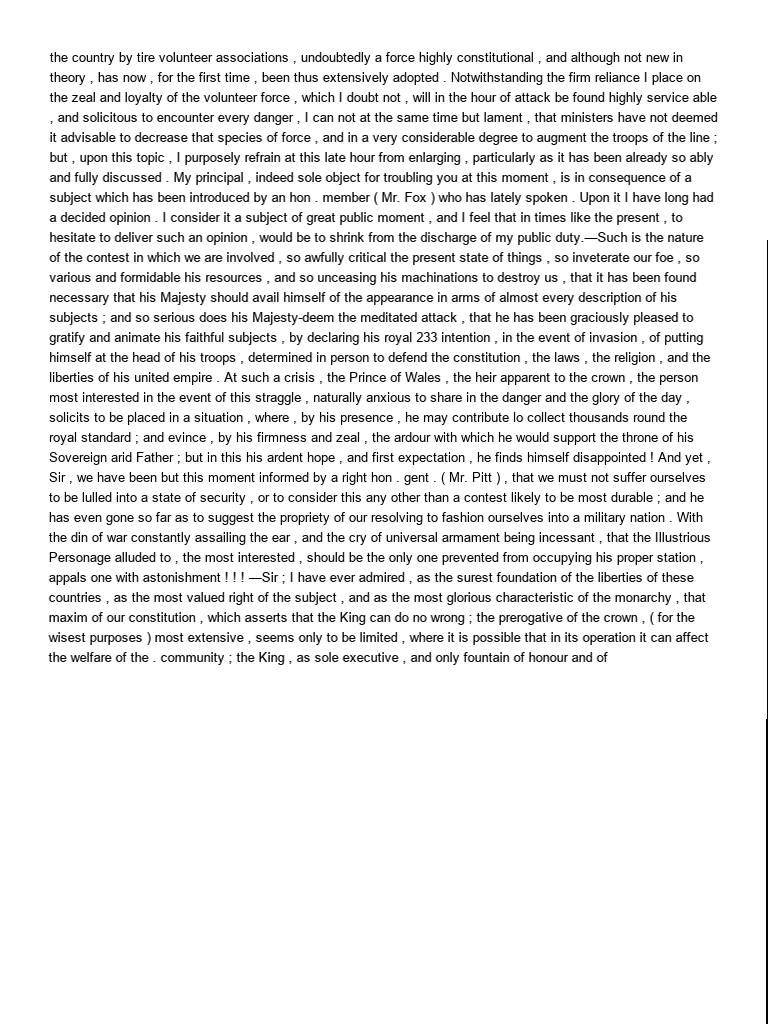 the country by tire volunteer associations , undoubtedly a force highly constitutional , and although not new in
theory , has now , for the first time , been thus extensively adopted . Notwithstanding the firm reliance I place on
the zeal and loyalty of the volunteer force , which I doubt not , will in the hour of attack be found highly service able
, and solicitous to encounter every danger , I can not at the same time but lament , that ministers have not deemed
it advisable to decrease that species of force , and in a very considerable degree to augment the troops of the line ;
but , upon this topic , I purposely refrain at this late hour from enlarging , particularly as it has been already so ably
and fully discussed . My principal , indeed sole object for troubling you at this moment , is in consequence of a
subject which has been introduced by an hon . member ( Mr. Fox ) who has lately spoken . Upon it I have long had
a decided opinion . I consider it a subject of great public moment , and I feel that in times like the present , to
hesitate to deliver such an opinion , would be to shrink from the discharge of my public duty.—Such is the nature
of the contest in which we are involved , so awfully critical the present state of things , so inveterate our foe , so
various and formidable his resources , and so unceasing his machinations to destroy us , that it has been found
necessary that his Majesty should avail himself of the appearance in arms of almost every description of his
subjects ; and so serious does his Majesty-deem the meditated attack , that he has been graciously pleased to
gratify and animate his faithful subjects , by declaring his royal 233 intention , in the event of invasion , of putting
himself at the head of his troops , determined in person to defend the constitution , the laws , the religion , and the
liberties of his united empire . At such a crisis , the Prince of Wales , the heir apparent to the crown , the person
most interested in the event of this straggle , naturally anxious to share in the danger and the glory of the day ,
solicits to be placed in a situation , where , by his presence , he may contribute lo collect thousands round the
royal standard ; and evince , by his firmness and zeal , the ardour with which he would support the throne of his
Sovereign arid Father ; but in this his ardent hope , and first expectation , he finds himself disappointed ! And yet ,
Sir , we have been but this moment informed by a right hon . gent . ( Mr. Pitt ) , that we must not suffer ourselves
to be lulled into a state of security , or to consider this any other than a contest likely to be most durable ; and he
has even gone so far as to suggest the propriety of our resolving to fashion ourselves into a military nation . With
the din of war constantly assailing the ear , and the cry of universal armament being incessant , that the Illustrious
Personage alluded to , the most interested , should be the only one prevented from occupying his proper station ,
appals one with astonishment ! ! ! —Sir ; I have ever admired , as the surest foundation of the liberties of these
countries , as the most valued right of the subject , and as the most glorious characteristic of the monarchy , that
maxim of our constitution , which asserts that the King can do no wrong ; the prerogative of the crown , ( for the
wisest purposes ) most extensive , seems only to be limited , where it is possible that in its operation it can affect
the welfare of the . community ; the King , as sole executive , and only fountain of honour and of